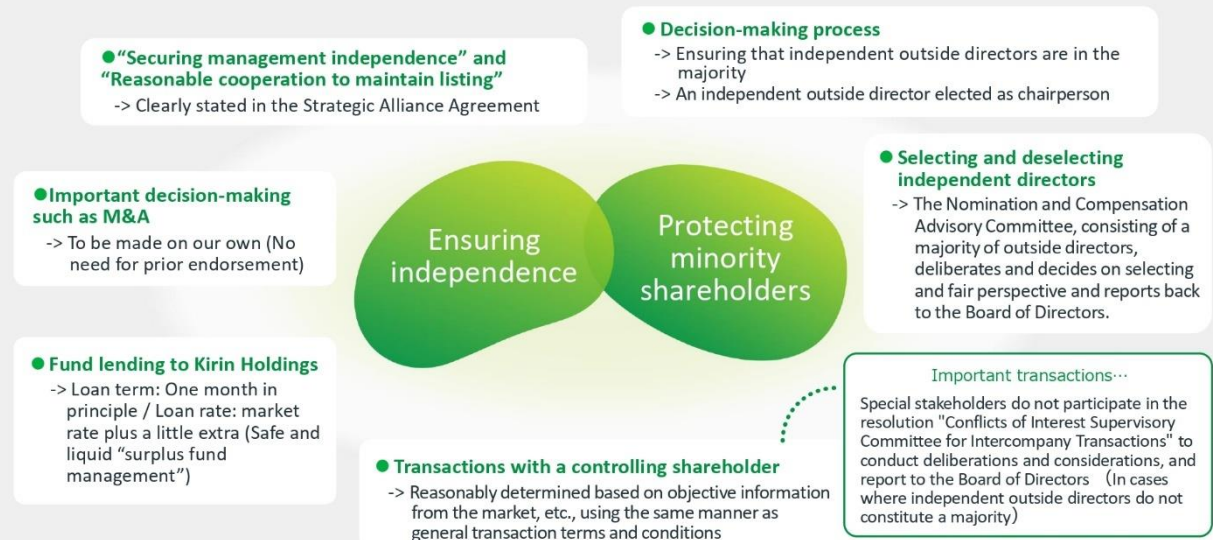 ●“Securing management independence” and
“Reasonable cooperation to maintain listing”
-> Clearly stated in the Strategic Alliance Agreement
● Decision-making process
-> Ensuring that independent outside directors are in the
majority
-> An independent outside director elected as chairperson
●Important decision-making
such as M&A
-> To be made on our own (No
need for prior endorsement)
Ensuring
independence
Protecting
minority
shareholders
● Selecting and deselecting
independent directors
-> The Nomination and Compensation
Advisory Committee, consisting of a
majority of outside directors,
deliberates and decides on selecting
and fair perspective and reports back
to the Board of Directors.
● Fund lending to Kirin Holdings
-> Loan term: One month in
principle / Loan rate: market
rate plus a little extra (Safe and
liquid “surplus fund
management”)
● Transactions with a controlling shareholder
-> Reasonably determined based on objective information
from the market, etc., using the same manner as
general transaction terms and conditions
Important transactions…
Special stakeholders do not participate in the
resolution "Conflicts of Interest Supervisory
Committee for Intercompany Transactions" to
conduct deliberations and considerations, and
report to the Board of Directors （In cases
where independent outside directors do not
constitute a majority）